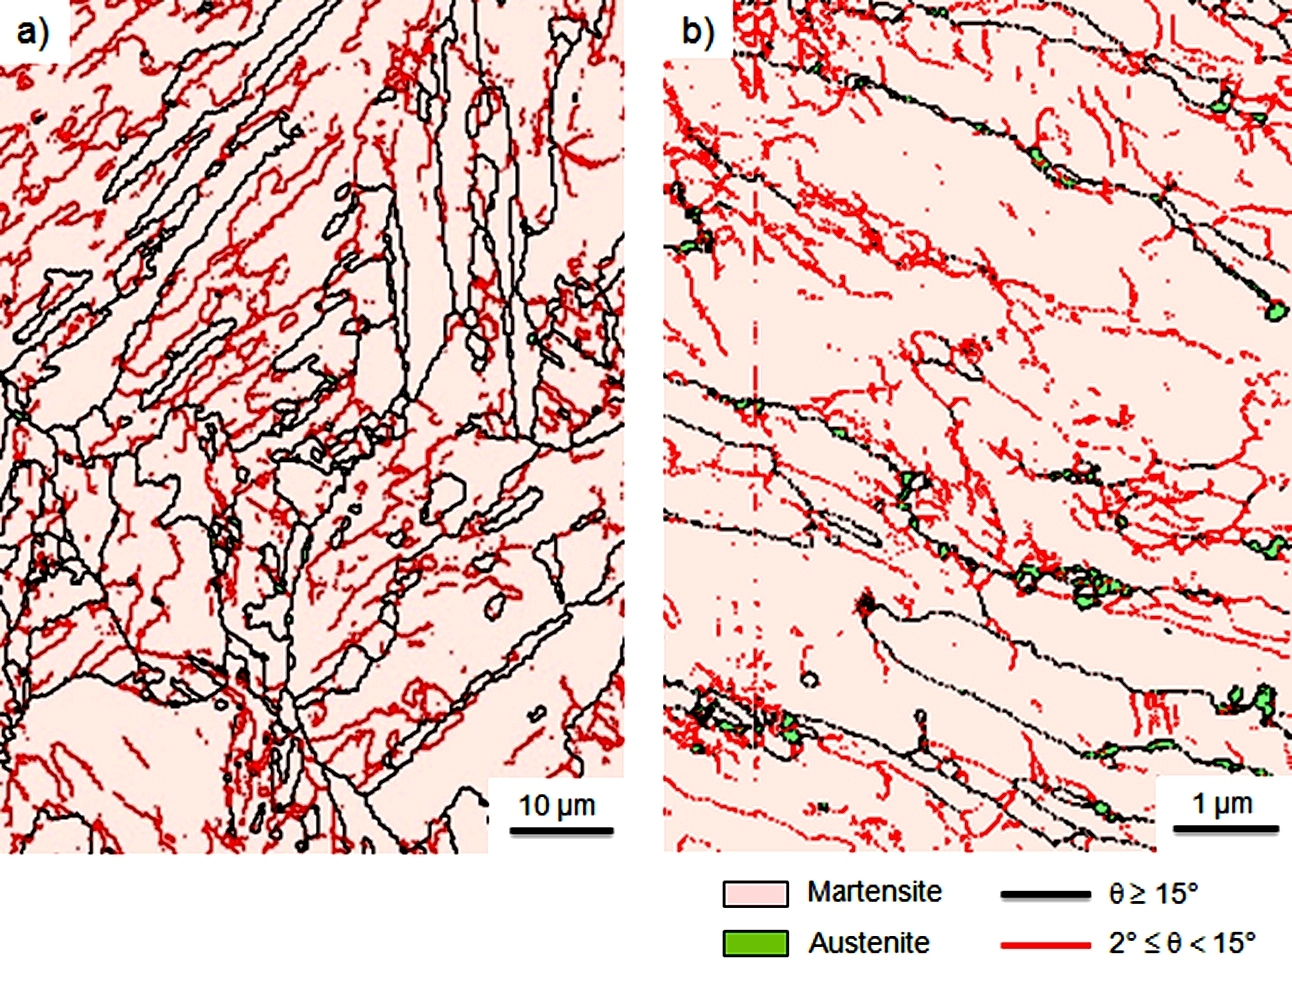 a)
b)
10 µm
1 µm
Martensite
θ ≥ 15°
Austenite
2° ≤ θ < 15°